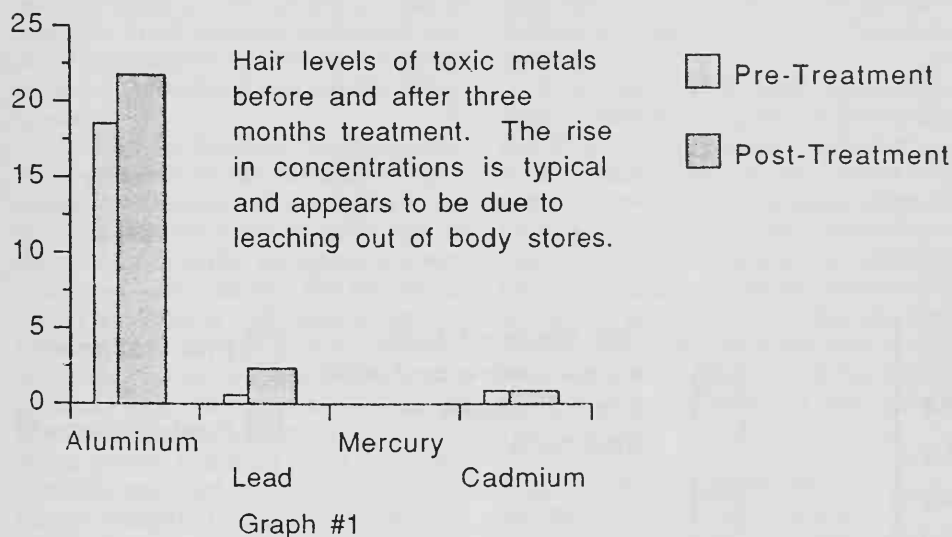 25
20
15
10
5
0
Hair levels of toxic metals
before and after three
months treatment. The rise
in concentrations is typical
and appears to be due to
leaching out of body stores.
Pre-Treatment
Post-Treatment
Aluminum
Lead
Mercury
Cadmium
Graph #1